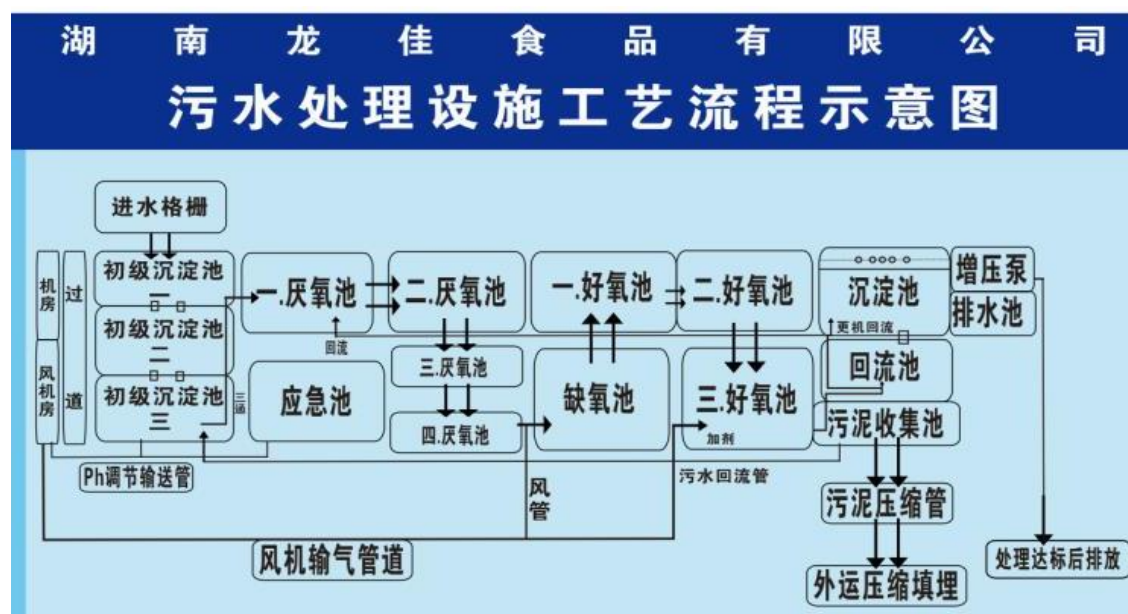 湖南龙佳食品有限公司
污水处理设施工艺流程示意图
进水格栅
机房
过道
风机房
初级沉淀池
一
初级沉淀池
二
初级沉淀池
三
一.厌氧池
二.厌氧池
一.好氧池
二.好氧池
沉淀池
增压泵
排水池
回流
更机回流
三.厌氧池
应急池
缺氧池
三.好氧池
加剂
回流池
四.厌氧池
污泥收集池
Ph调节输送管
风管
污水回流管
污泥压缩管
风机输气管道
处理达标后排放
外运压缩填埋